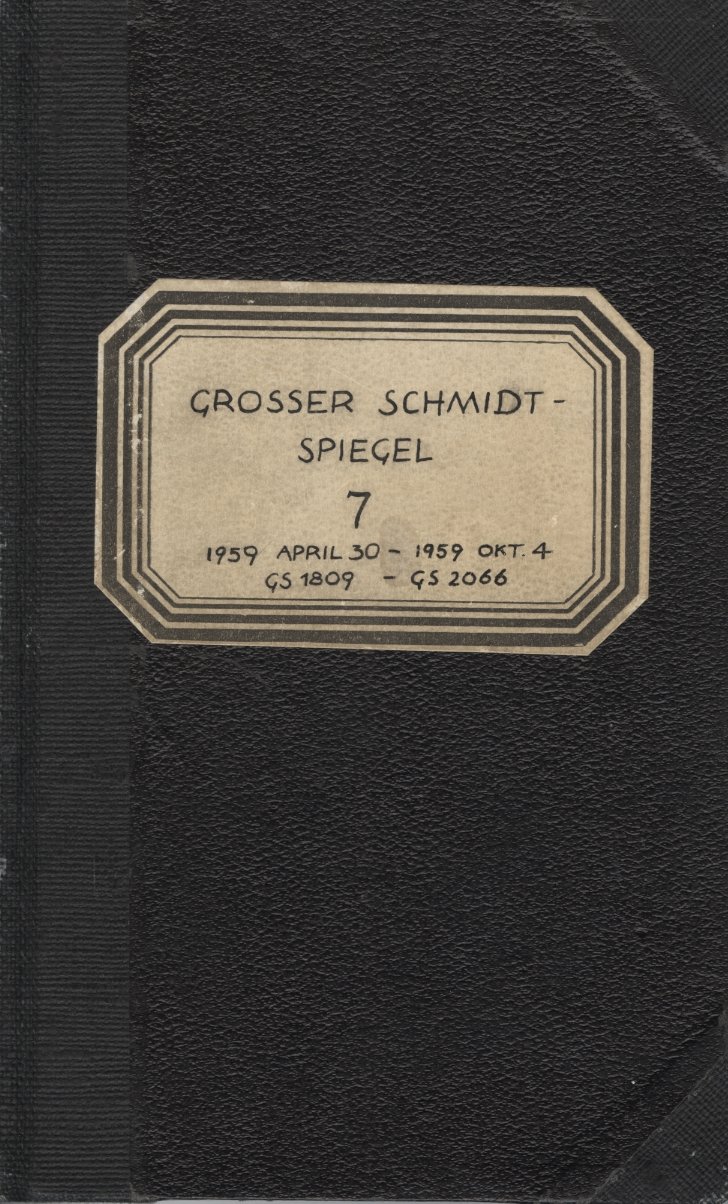 GROSSER SCHMIDT-
SPIEGEL
7
1959 APRIL 30 - 1959 OKT. 4
GS 1809 - GS 2066